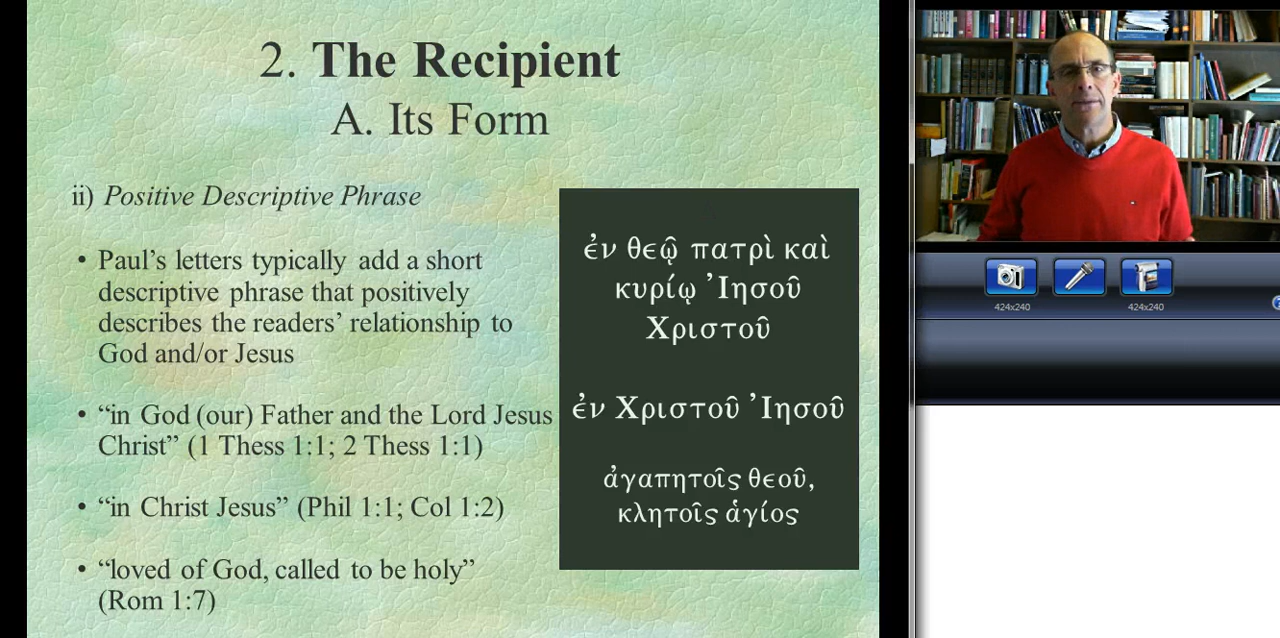 2. The Recipient
A. Its Form
ii) Positive Descriptive Phrase
• Paul’s letters typically add a short
descriptive phrase that positively
describes the readers’ relationship to
God and/or Jesus
• “in God (our) Father and the Lord Jesus
Christ” (1 Thess 1:1; 2 Thess 1:1)
• “in Christ Jesus” (Phil 1:1; Col 1:2)
• “loved of God, called to be holy”
(Rom 1:7)
ἐν θεῷ πατρὶ καὶ
κυρίῳ ᾿Ιησοῦ
Χριστοῦ
ἐν Χριστοῦ ᾿Ιησοῦ
ἀγαπητοῖς θεοῦ,
κλητοῖς ἁγίος
424x240
424x240